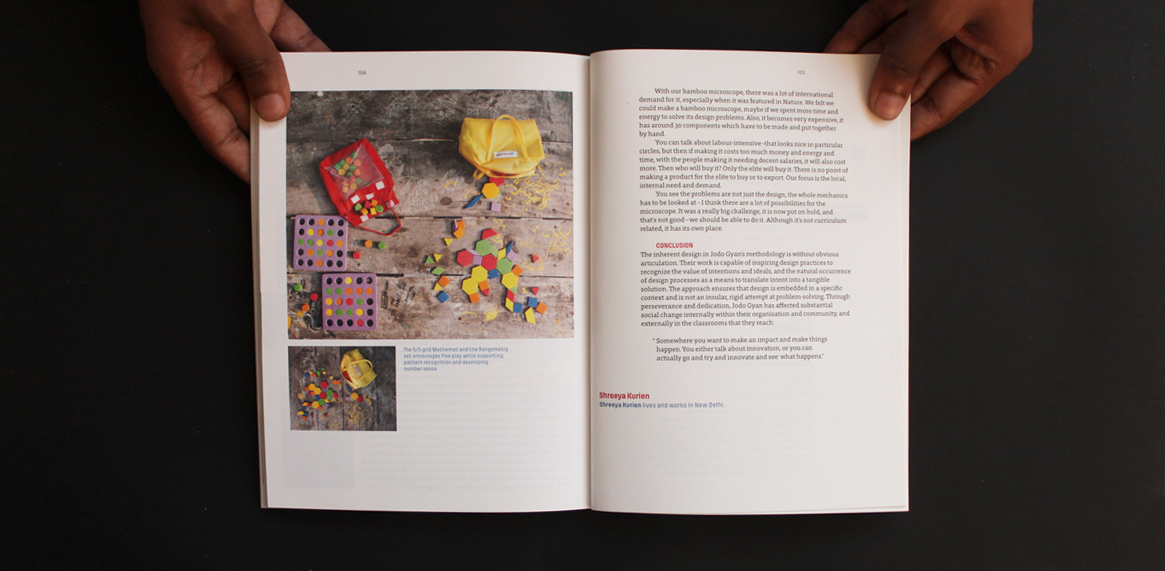 104
The 5/5 grid Mathemat and the Rangometry
set encourages free play while supporting
pattern recognition and developing
number sense.
105
With our bamboo microscope, there was a lot of international
demand for it, especially when it was featured in Nature. We felt we
could make a bamboo microscope, maybe if we spent more time and
energy to solve its design problems. Also, it becomes very expensive, it
has around 30 components which have to be made and put together
by hand.
You can talk about labour-intensive-that looks nice in particular
circles, but then if making it costs too much money and energy and
time, with the people making it needing decent salaries, it will also cost
more. Then who will buy it? Only the elite will buy it. There is no point of
making a product for the elite to buy or to export. Our focus is the local,
internal need and demand.
You see the problems are not just the design, the whole mechanics
has to be looked at - I think there are a lot of possibilities for the
microscope. It was a really big challenge, it is now put on hold, and
that's not good - we should be able to do it. Although it's not curriculum
related, it has its own place.
CONCLUSION
The inherent design in Jodo Gyan's methodology is without obvious
articulation. Their work is capable of inspiring design practices to
recognize the value of intentions and ideals, and the natural occurrence
of design processes as a means to translate intent into a tangible
solution. The approach ensures that design is embedded in a specific
context and is not an insular, rigid attempt at problem-solving. Through
perseverance and dedication, Jodo Gyan has affected substantial
social change internally within their organisation and community, and
externally in the classrooms that they reach.
"Somewhere you want to make an impact and make things
happen. You either talk about innovation, or you can
actually go and try and innovate and see what happens"
Shreeya Kurien
Shreeya Kurien lives and works in New Delhi.